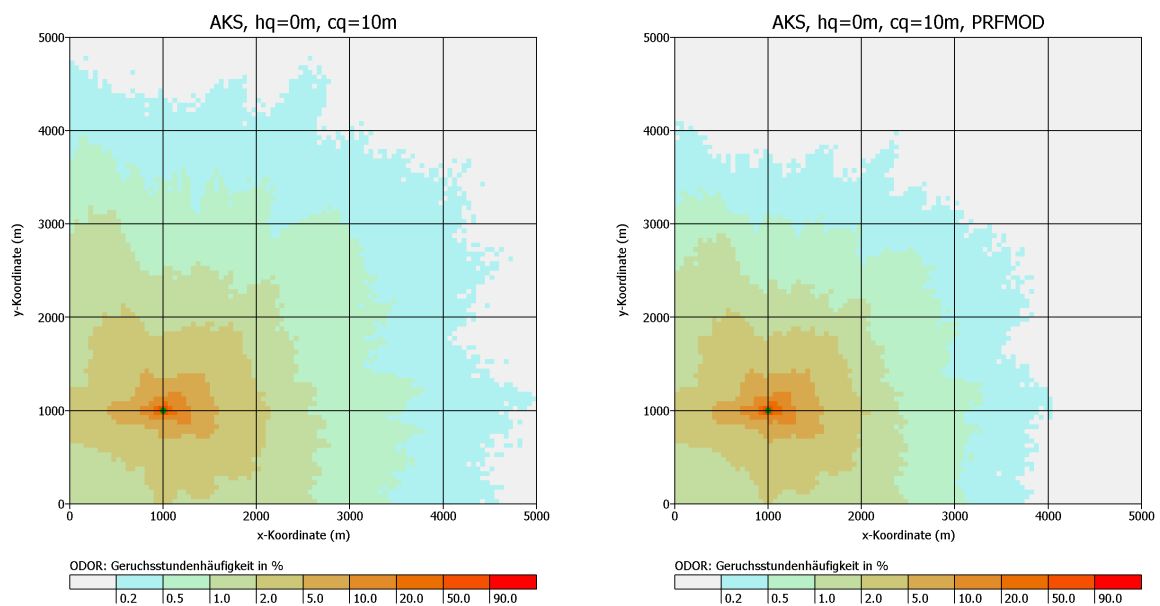 AKS, hq=0m, cq=10m
5000
4000
3000
2000
1000
0
y-Koordinate (m)
0 1000 2000 3000 4000 5000
x-Koordinate (m)
ODOR: Geruchsstundenhäufigkeit in %
0.2 0.5 1.0 2.0 5.0 10.0 20.0 50.0 90.0
AKS, hq=0m, cq=10m, PRFMOD
5000
4000
3000
2000
1000
0
y-Koordinate (m)
0 1000 2000 3000 4000 5000
x-Koordinate (m)
ODOR: Geruchsstundenhäufigkeit in %
0.2 0.5 1.0 2.0 5.0 10.0 20.0 50.0 90.0